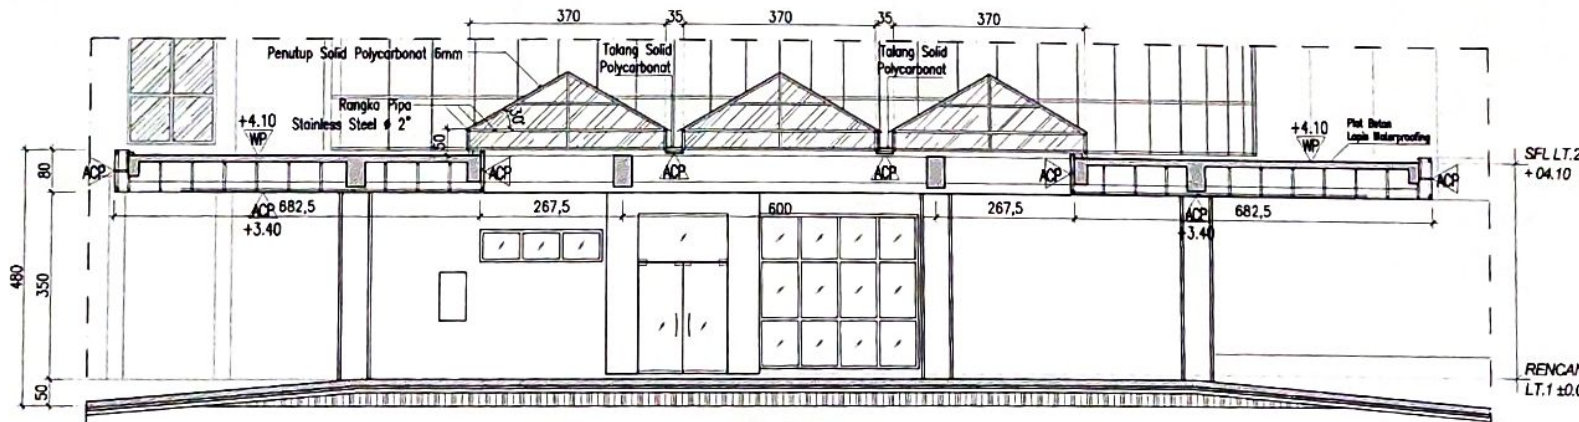 370
35
370
35
370
Penutup Solid Polycarbonat 6mm
Talang Solid
Polycarbonat
Talang Solid
Polycarbonat
Rangka Pipa
Stainless Steel ϕ 2"
30°
50
+4.10
WP
+4.10
WP
Plat Beton
Lapis Waterproofing
SFL LT.2
+ 04.10
80
ACP
ACP
ACP
ACP
ACP
ACP
682,5
267,5
600
267,5
682,5
ACP
+3.40
ACP
+3.40
480
350
50
RENCAN
LT.1 ±0.0